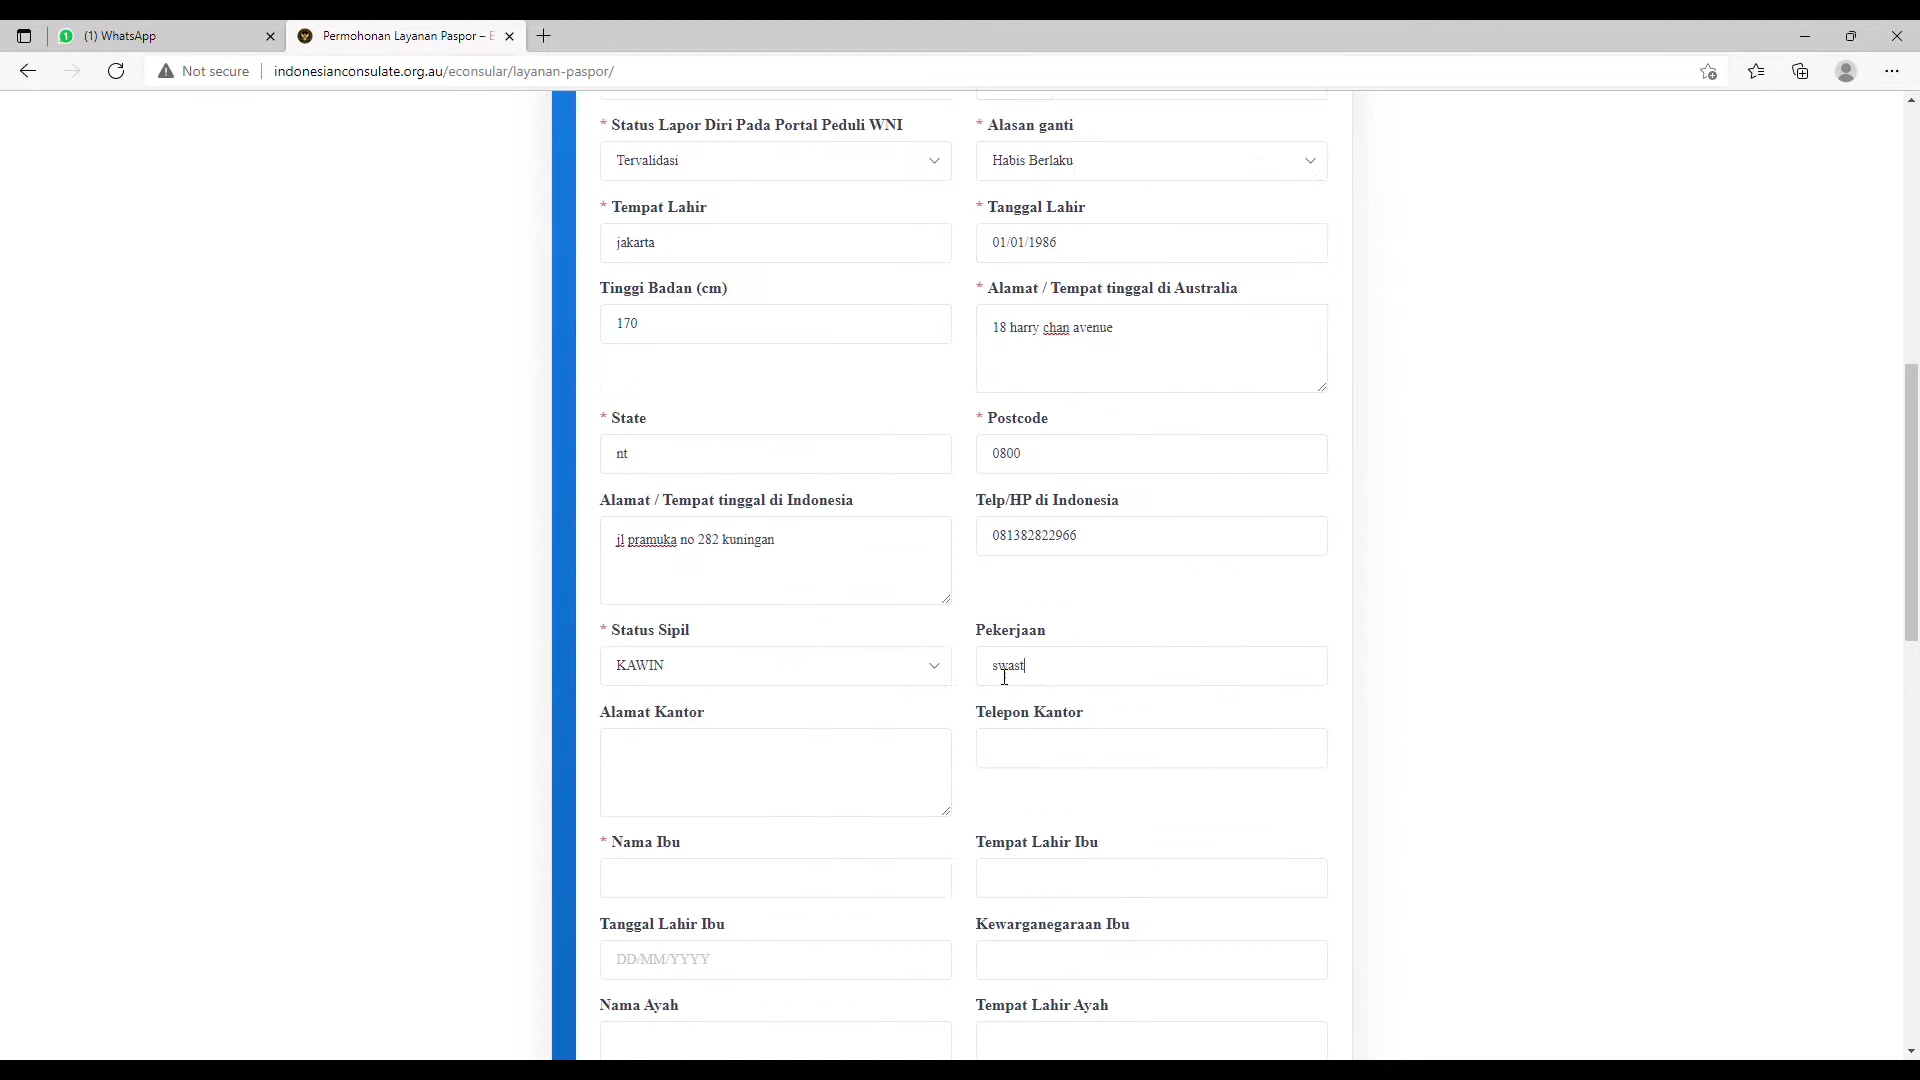 (1) WhatsApp
Permohonan Layanan Paspor – E
Not secure
indonesianconsulate.org.au/econsular/layanan-paspor/
* Status Lapor Diri Pada Portal Peduli WNI
* Alasan ganti
Tervalidasi
Habis Berlaku
* Tempat Lahir
* Tanggal Lahir
jakarta
01/01/1986
Tinggi Badan (cm)
* Alamat / Tempat tinggal di Australia
170
18 harry chan avenue
* State
* Postcode
nt
0800
Alamat / Tempat tinggal di Indonesia
Telp/HP di Indonesia
jl pramuka no 282 kuningan
081382822966
* Status Sipil
Pekerjaan
KAWIN
swast
Alamat Kantor
Telepon Kantor
* Nama Ibu
Tempat Lahir Ibu
Tanggal Lahir Ibu
Kewarganegaraan Ibu
DD/MM/YYYY
Nama Ayah
Tempat Lahir Ayah